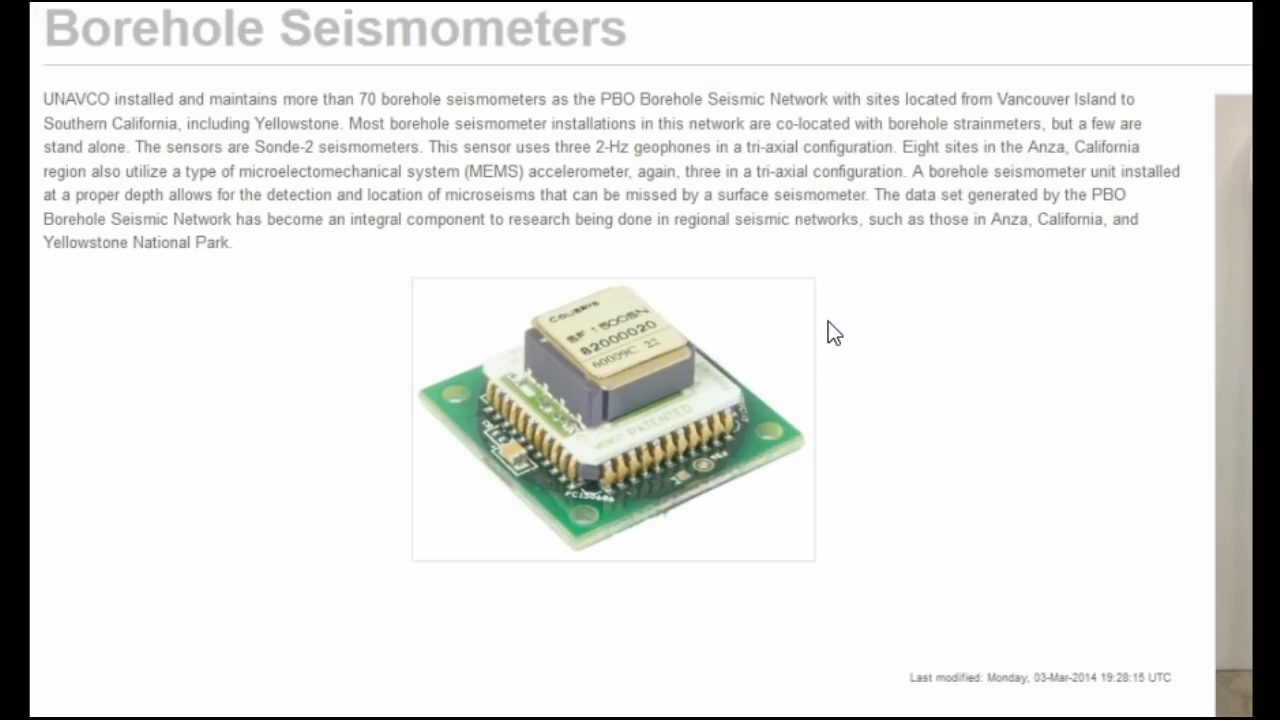 Borehole Seismometers
UNAVCO installed and maintains more than 70 borehole seismometers as the PBO Borehole Seismic Network with sites located from Vancouver Island to
Southern California, including Yellowstone. Most borehole seismometer installations in this network are co-located with borehole strainmeters, but a few are
stand alone. The sensors are Sonde-2 seismometers. This sensor uses three 2-Hz geophones in a tri-axial configuration. Eight sites in the Anza, California
region also utilize a type of microelectomechanical system (MEMS) accelerometer, again, three in a tri-axial configuration. A borehole seismometer unit installed
at a proper depth allows for the detection and location of microseisms that can be missed by a surface seismometer. The data set generated by the PBO
Borehole Seismic Network has become an integral component to research being done in regional seismic networks, such as those in Anza, California, and
Yellowstone National Park.
COLIBRYS
SF 1500SN
82000020
60009C 22
PATENTED
Last modified: Monday, 03-Mar-2014 19:28:15 UTC